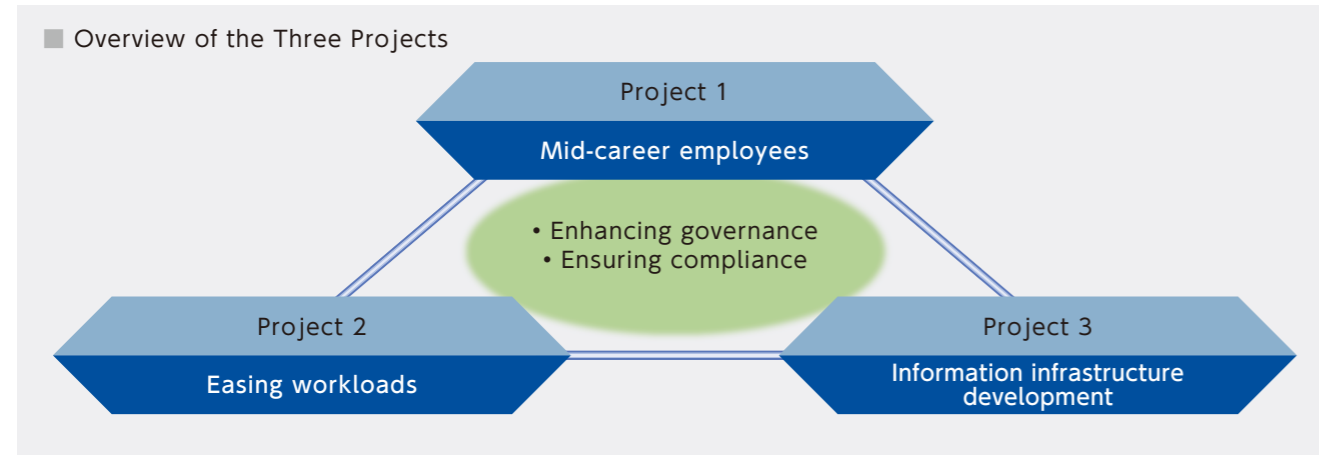 ■ Overview of the Three Projects
Project 1
Mid-career employees
• Enhancing governance
• Ensuring compliance
Project 2
Easing workloads
Project 3
Information infrastructure
development